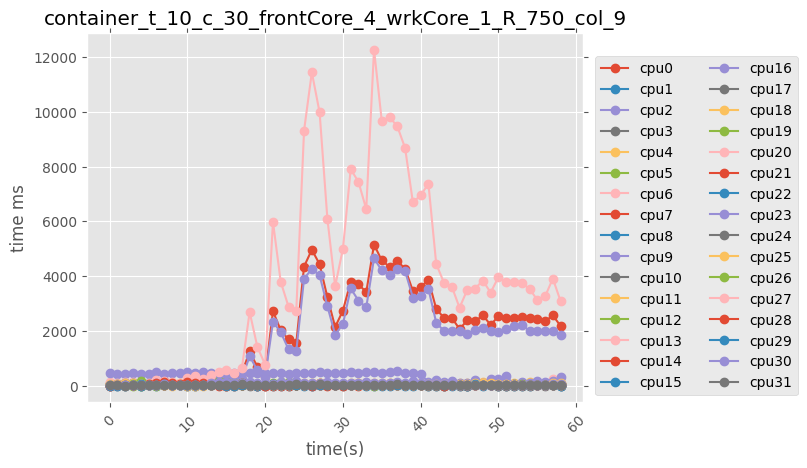 container_t_10_c_30_frontCore_4_wrkCore_1_R_750_col_9
12000
10000
8000
6000
4000
2000
0
time ms
0
10
20
30
40
50
60
time(s)
cpu0
cpu1
cpu2
cpu3
cpu4
cpu5
cpu6
cpu7
cpu8
cpu9
cpu10
cpu11
cpu12
cpu13
cpu14
cpu15
cpu16
cpu17
cpu18
cpu19
cpu20
cpu21
cpu22
cpu23
cpu24
cpu25
cpu26
cpu27
cpu28
cpu29
cpu30
cpu31